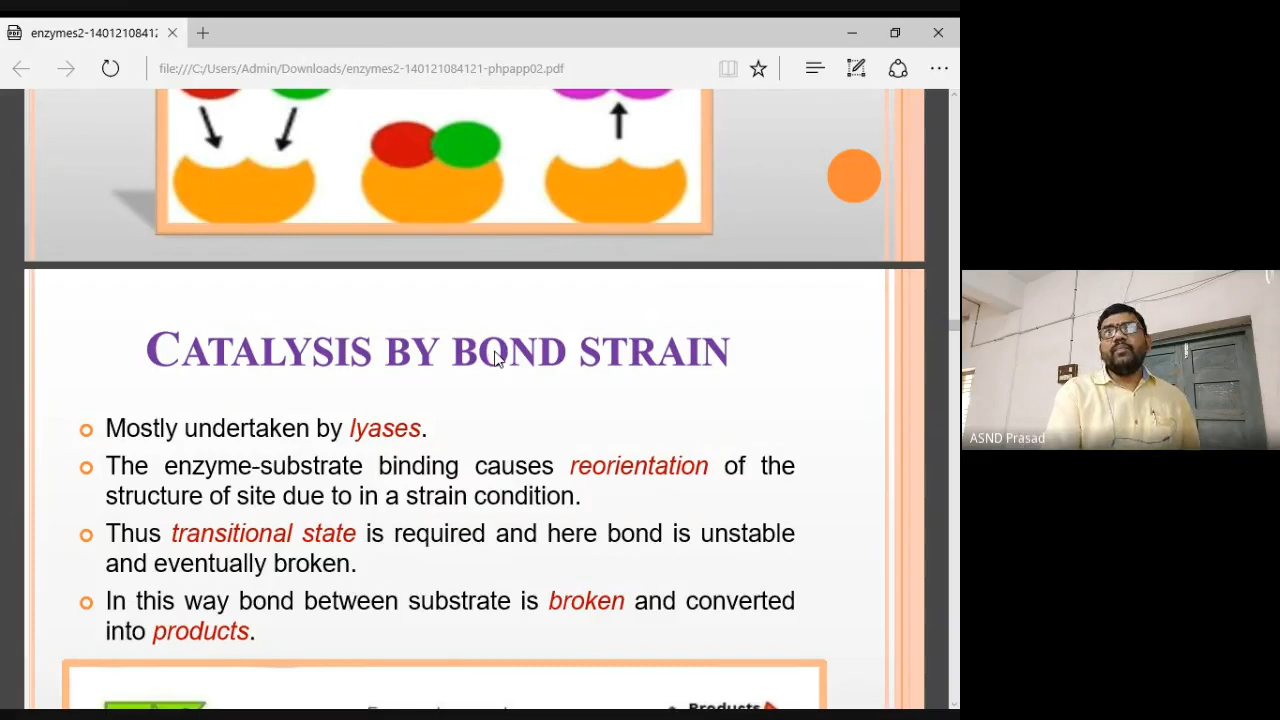 enzymes2-1401210841
file:///C:/Users/Admin/Downloads/enzymes2-140121084121-phpapp02.pdf
CATALYSIS BY BOND STRAIN
Mostly undertaken by lyases.
The enzyme-substrate binding causes reorientation of the
structure of site due to in a strain condition.
Thus transitional state is required and here bond is unstable
and eventually broken.
In this way bond between substrate is broken and converted
into products.
Products
ASND Prasad